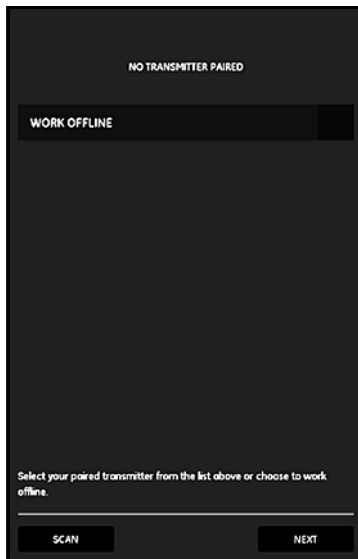 NO TRANSMITTER PAIRED
WORK OFFLINE
Select your paired transmitter from the list above or choose to work
offline.
SCAN
NEXT